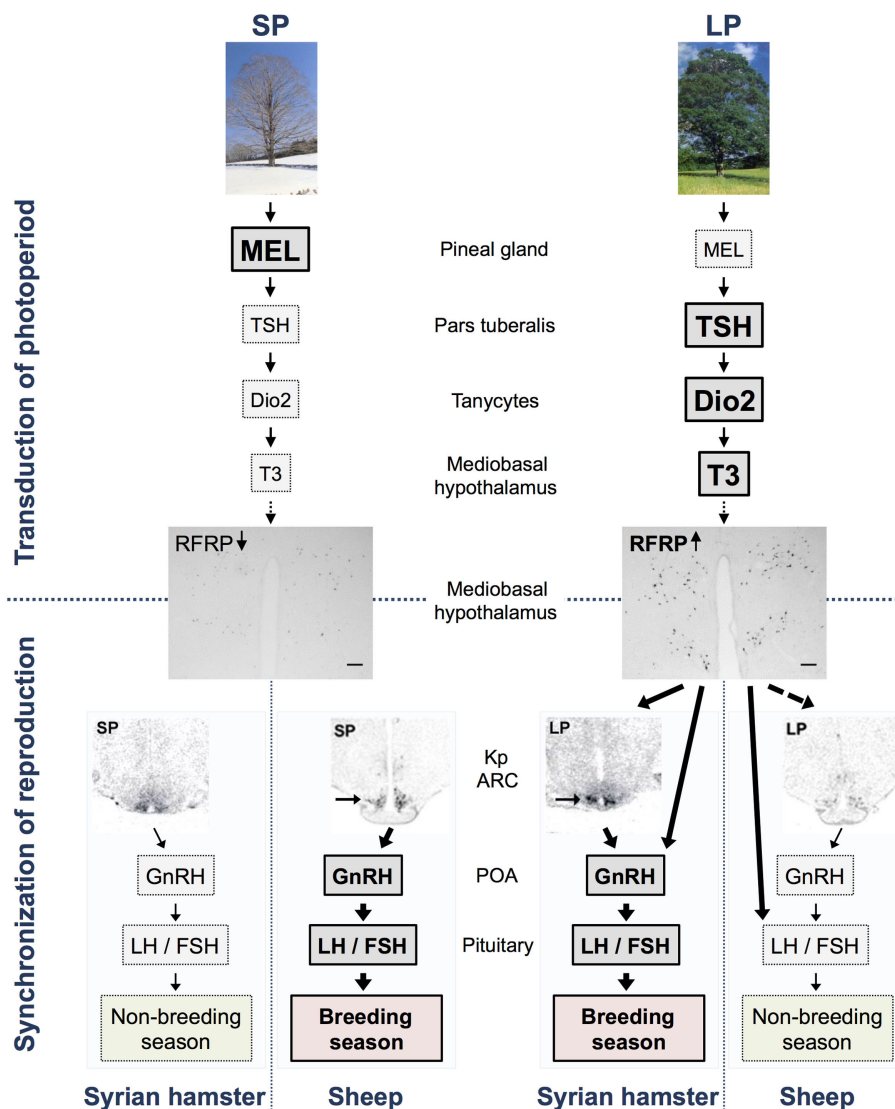 SP
LP
Transduction of photoperiod
MEL
Pineal gland
MEL
TSH
Pars tuberalis
TSH
Dio2
Tanycytes
Dio2
T3
Mediobasal
hypothalamus
T3
RFRP↓
Mediobasal
hypothalamus
RFRP↑
Synchronization of reproduction
SP
SP
Kp
ARC
LP
LP
GnRH
GnRH
POA
GnRH
GnRH
LH / FSH
LH / FSH
Pituitary
LH / FSH
LH / FSH
Non-breeding
season
Breeding
season
Breeding
season
Non-breeding
season
Syrian hamster
Sheep
Syrian hamster
Sheep